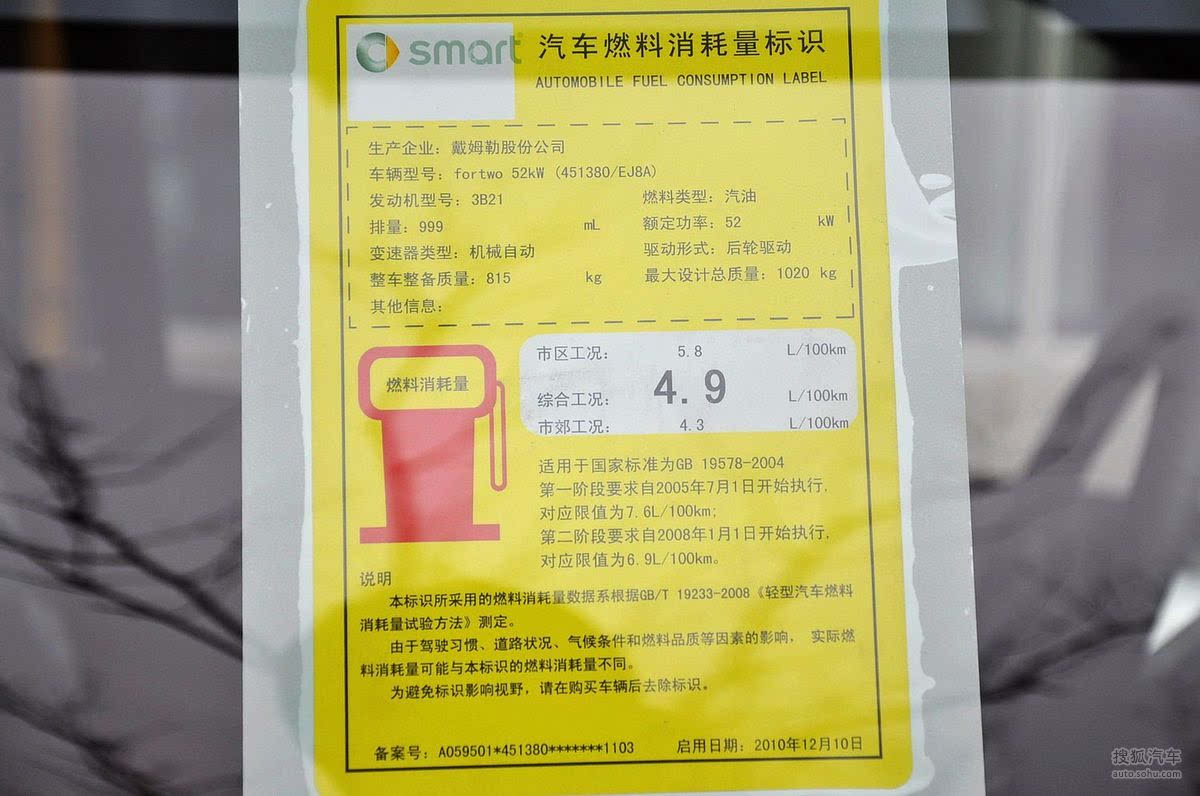 smart 汽车燃料消耗量标识
AUTOMOBILE FUEL CONSUMPTION LABEL
生产企业: 戴姆勒股份公司
车辆型号: fortwo 52kW (451380/EJ8A)
发动机型号: 3B21 燃料类型: 汽油
排量: 999 mL 额定功率: 52 kW
变速器类型: 机械自动 驱动形式: 后轮驱动
整车整备质量: 815 kg 最大设计总质量: 1020 kg
其他信息:
燃料消耗量
市区工况: 5.8 L/100km
综合工况: 4.9 L/100km
市郊工况: 4.3 L/100km
适用于国家标准为GB 19578-2004
第一阶段要求自2005年7月1日开始执行,
对应限值为7.6L/100km;
第二阶段要求自2008年1月1日开始执行,
对应限值为6.9L/100km。
说明
本标识所采用的燃料消耗量数据系根据GB/T 19233-2008《轻型汽车燃料
消耗量试验方法》测定。
由于驾驶习惯、道路状况、气候条件和燃料品质等因素的影响, 实际燃
料消耗量可能与本标识的燃料消耗量不同。
为避免标识影响视野, 请在购买车辆后去除标识。
备案号: A059501*451380*******1103 启用日期: 2010年12月10日
搜狐汽车
auto.sohu.com